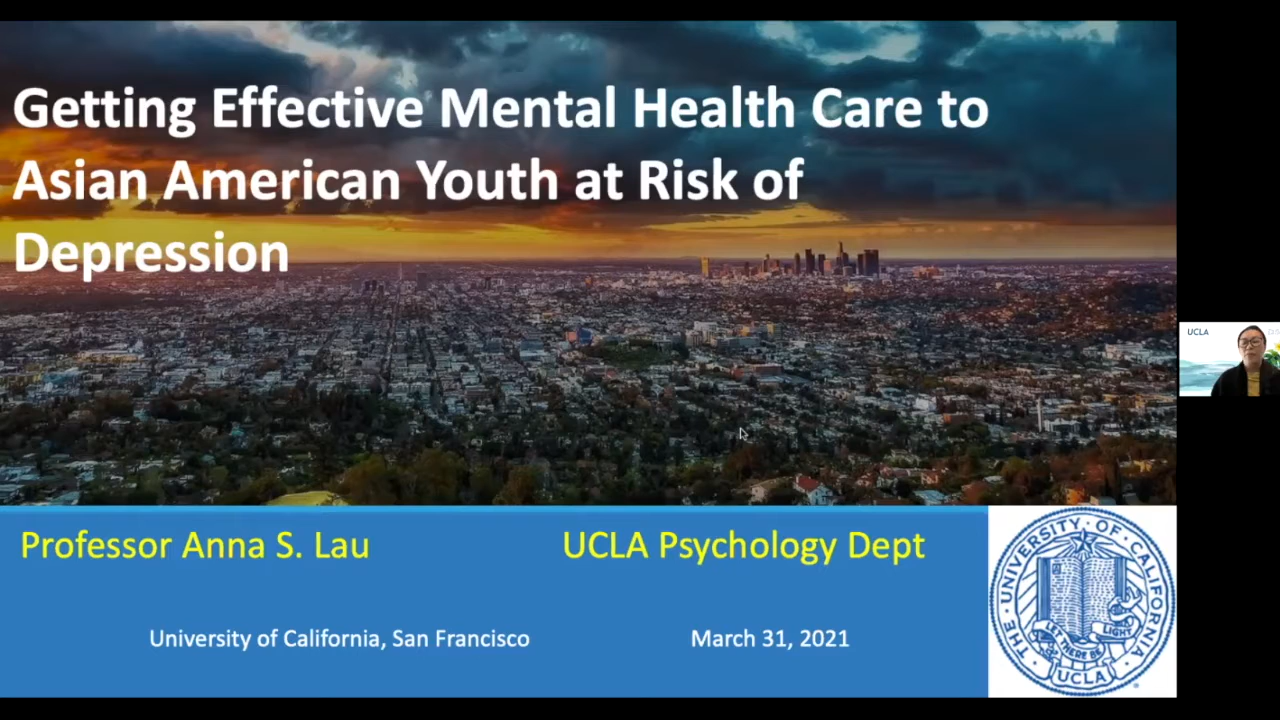 Getting Effective Mental Health Care to
Asian American Youth at Risk of
Depression
UCLA
Professor Anna S. Lau
UCLA Psychology Dept
University of California, San Francisco
March 31, 2021
THE · UNIVERSITY · OF · CALIFORNIA ·
LET THERE BE
LIGHT
UCLA